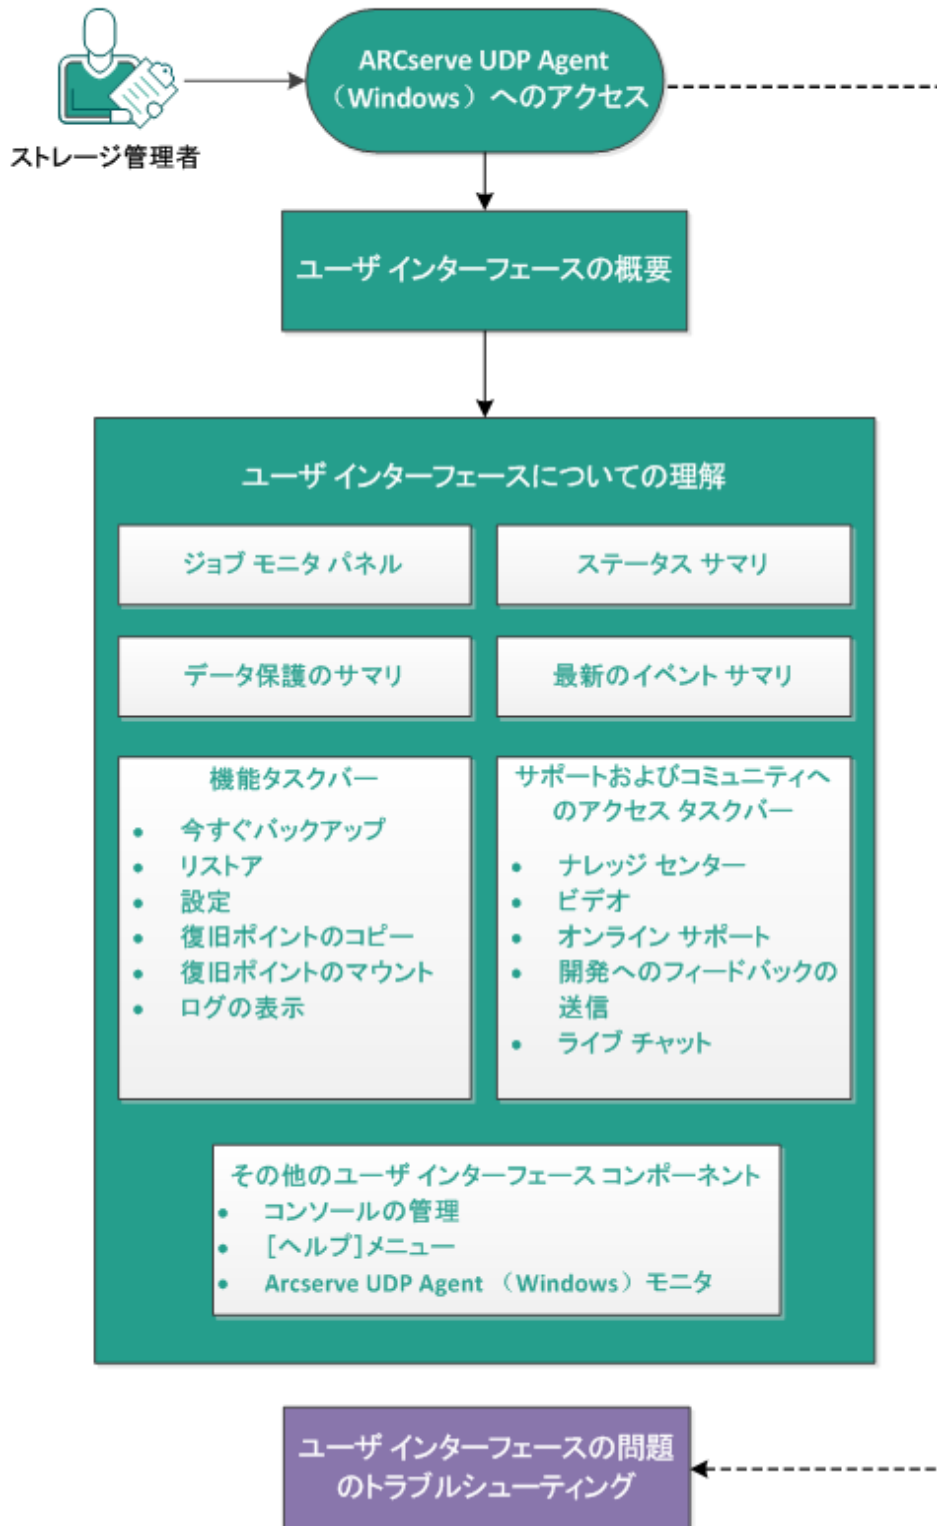 ARCserve UDP Agent
（Windows）へのアクセス
ストレージ管理者
ユーザ インターフェースの概要
ユーザ インターフェースについての理解
ジョブ モニタ パネル
ステータス サマリ
データ保護のサマリ
最新のイベント サマリ
機能タスクバー
• 今すぐバックアップ
• リストア
• 設定
• 復旧ポイントのコピー
• 復旧ポイントのマウント
• ログの表示
サポートおよびコミュニティへ
のアクセス タスクバー
• ナレッジ センター
• ビデオ
• オンライン サポート
• 開発へのフィードバックの
送信
• ライブ チャット
その他のユーザ インターフェース コンポーネント
• コンソールの管理
• [ヘルプ]メニュー
• Arcserve UDP Agent （Windows）モニタ
ユーザ インターフェースの問題
のトラブルシューティング